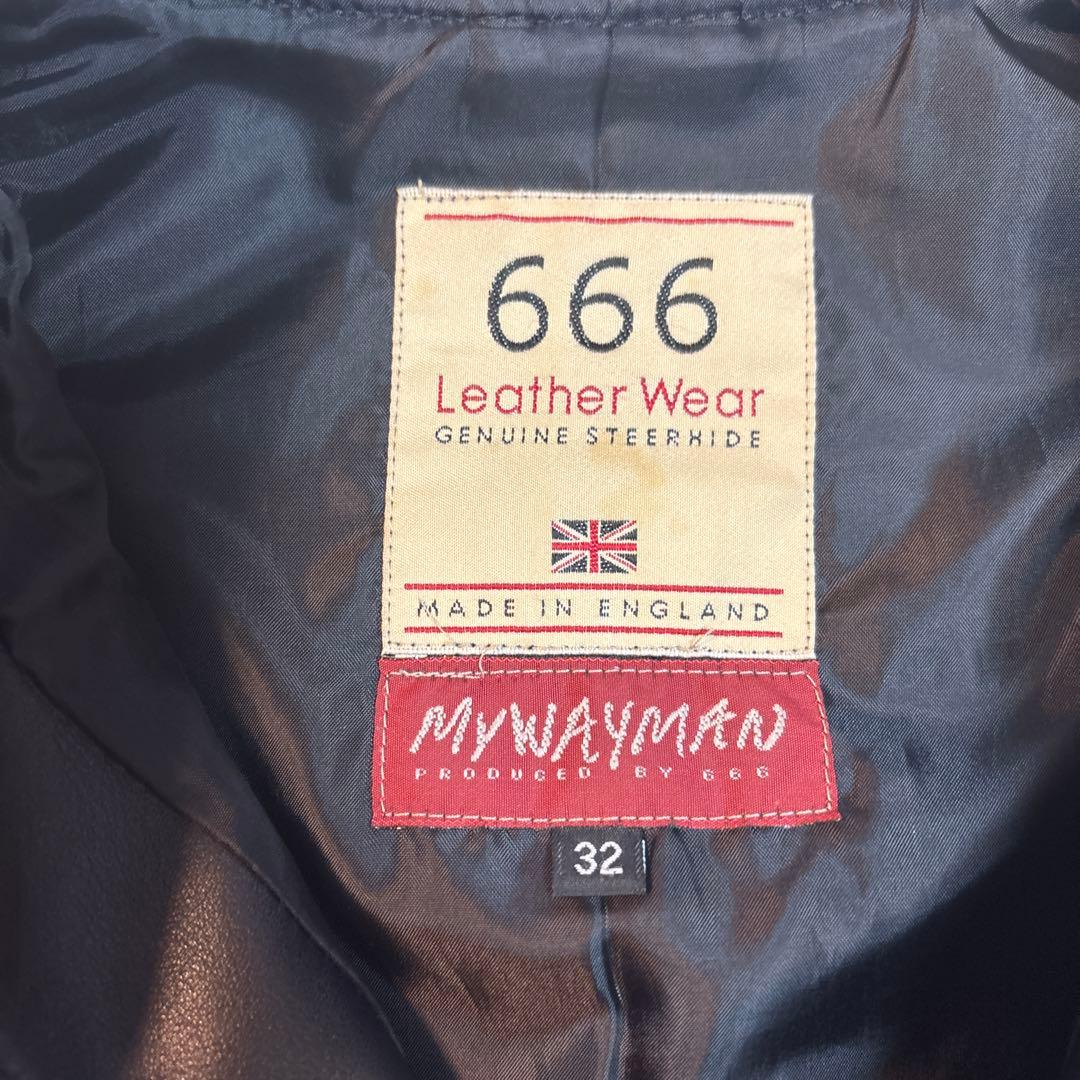 666
Leather Wear
GENUINE STEERHIDE
MADE IN ENGLAND
MYWAYMAN
PRODUCED BY 666
32